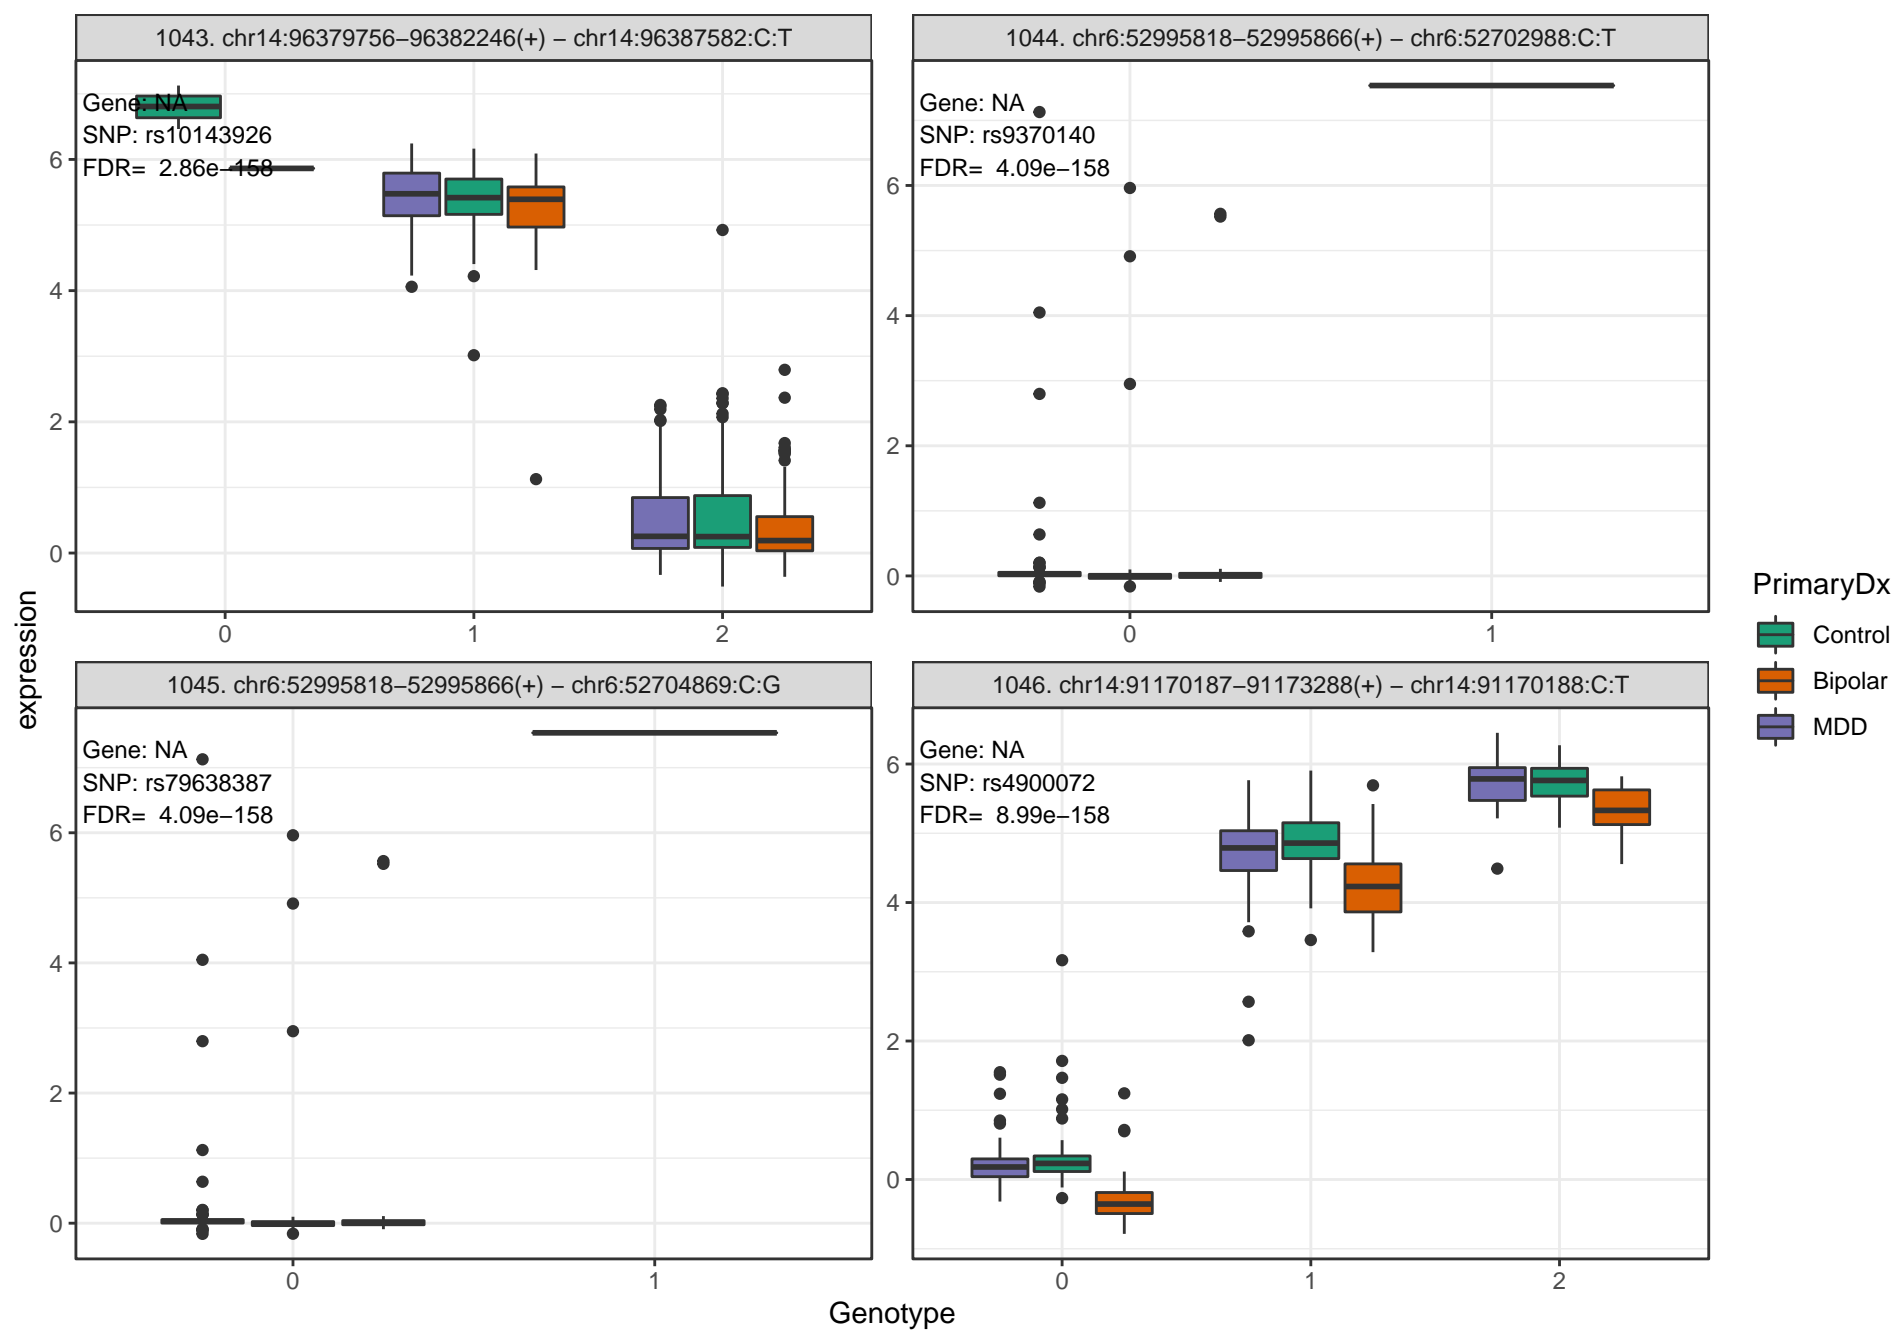 1043. chr14:96379756−96382246(+) − chr14:96387582:C:T
Gene: NA
SNP: rs10143926
FDR= 2.86e−158
6
4
2
0
0 1 2
1044. chr6:52995818−52995866(+) − chr6:52702988:C:T
Gene: NA
SNP: rs9370140
FDR= 4.09e−158
6
4
2
0
0 1
1045. chr6:52995818−52995866(+) − chr6:52704869:C:G
Gene: NA
SNP: rs79638387
FDR= 4.09e−158
6
4
2
0
0 1
1046. chr14:91170187−91173288(+) − chr14:91170188:C:T
Gene: NA
SNP: rs4900072
FDR= 8.99e−158
6
4
2
0
0 1 2
expression
Genotype
PrimaryDx
Control
Bipolar
MDD